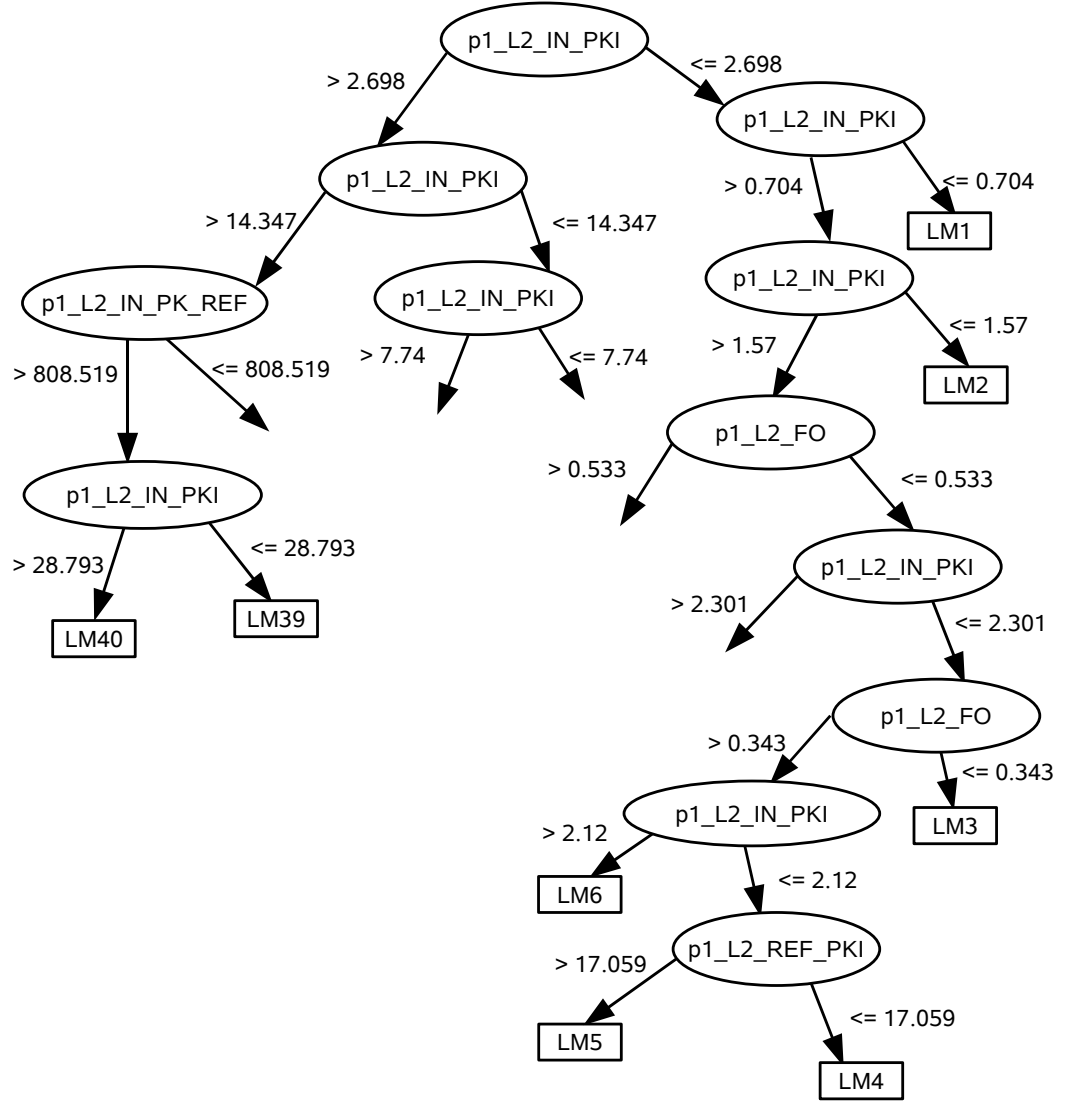 p1_L2_IN_PKI
> 2.698
<= 2.698
p1_L2_IN_PKI
p1_L2_IN_PKI
> 14.347
<= 14.347
> 0.704
<= 0.704
LM1
p1_L2_IN_PK_REF
p1_L2_IN_PKI
p1_L2_IN_PKI
> 808.519
<= 808.519
> 7.74
<= 7.74
> 1.57
<= 1.57
LM2
p1_L2_FO
> 0.533
<= 0.533
p1_L2_IN_PKI
> 28.793
<= 28.793
LM40
LM39
p1_L2_IN_PKI
> 2.301
<= 2.301
p1_L2_FO
> 0.343
<= 0.343
LM3
p1_L2_IN_PKI
> 2.12
<= 2.12
LM6
p1_L2_REF_PKI
> 17.059
<= 17.059
LM5
LM4